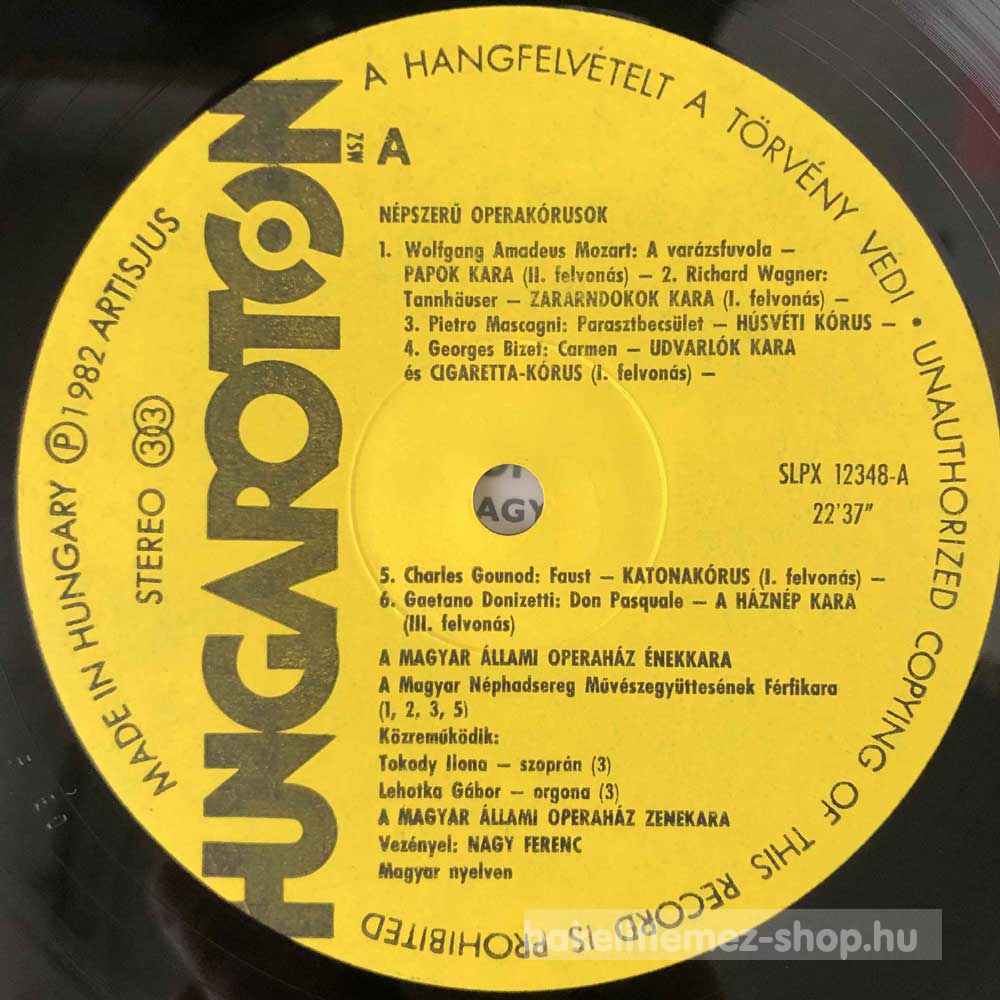 A HANGFELVÉTELT A TÖRVÉNY VÉDI • UNAUTHORIZED COPYING OF THIS RECORD IS PROHIBITED
MADE IN HUNGARY Ⓟ 1982 ARTISJUS
STEREO 303
HUNGAROTON
MSZ
A
NÉPSZERŰ OPERAKÓRUSOK
1. Wolfgang Amadeus Mozart: A varázsfuvola –
PAPOK KARA (II. felvonás) – 2. Richard Wagner:
Tannhäuser – ZARARNDOKOK KARA (I. felvonás) –
3. Pietro Mascagni: Parasztbecsület – HÚSVÉTI KÓRUS –
4. Georges Bizet: Carmen – UDVARLÓK KARA
és CIGARETTA-KÓRUS (I. felvonás) –
SLPX 12348-A
22'37"
AGY
5. Charles Gounod: Faust – KATONAKÓRUS (I. felvonás) –
6. Gaetano Donizetti: Don Pasquale – A HÁZNÉP KARA
(III. felvonás)
A MAGYAR ÁLLAMI OPERAHÁZ ÉNEKKARA
A Magyar Néphadsereg Művészegyüttesének Férfikara
(1, 2, 3, 5)
Közreműködik:
Tokody Ilona – szoprán (3)
Lehotka Gábor – orgona (3)
A MAGYAR ÁLLAMI OPERAHÁZ ZENEKARA
Vezényel: NAGY FERENC
Magyar nyelven
bakelitlemez-shop.hu